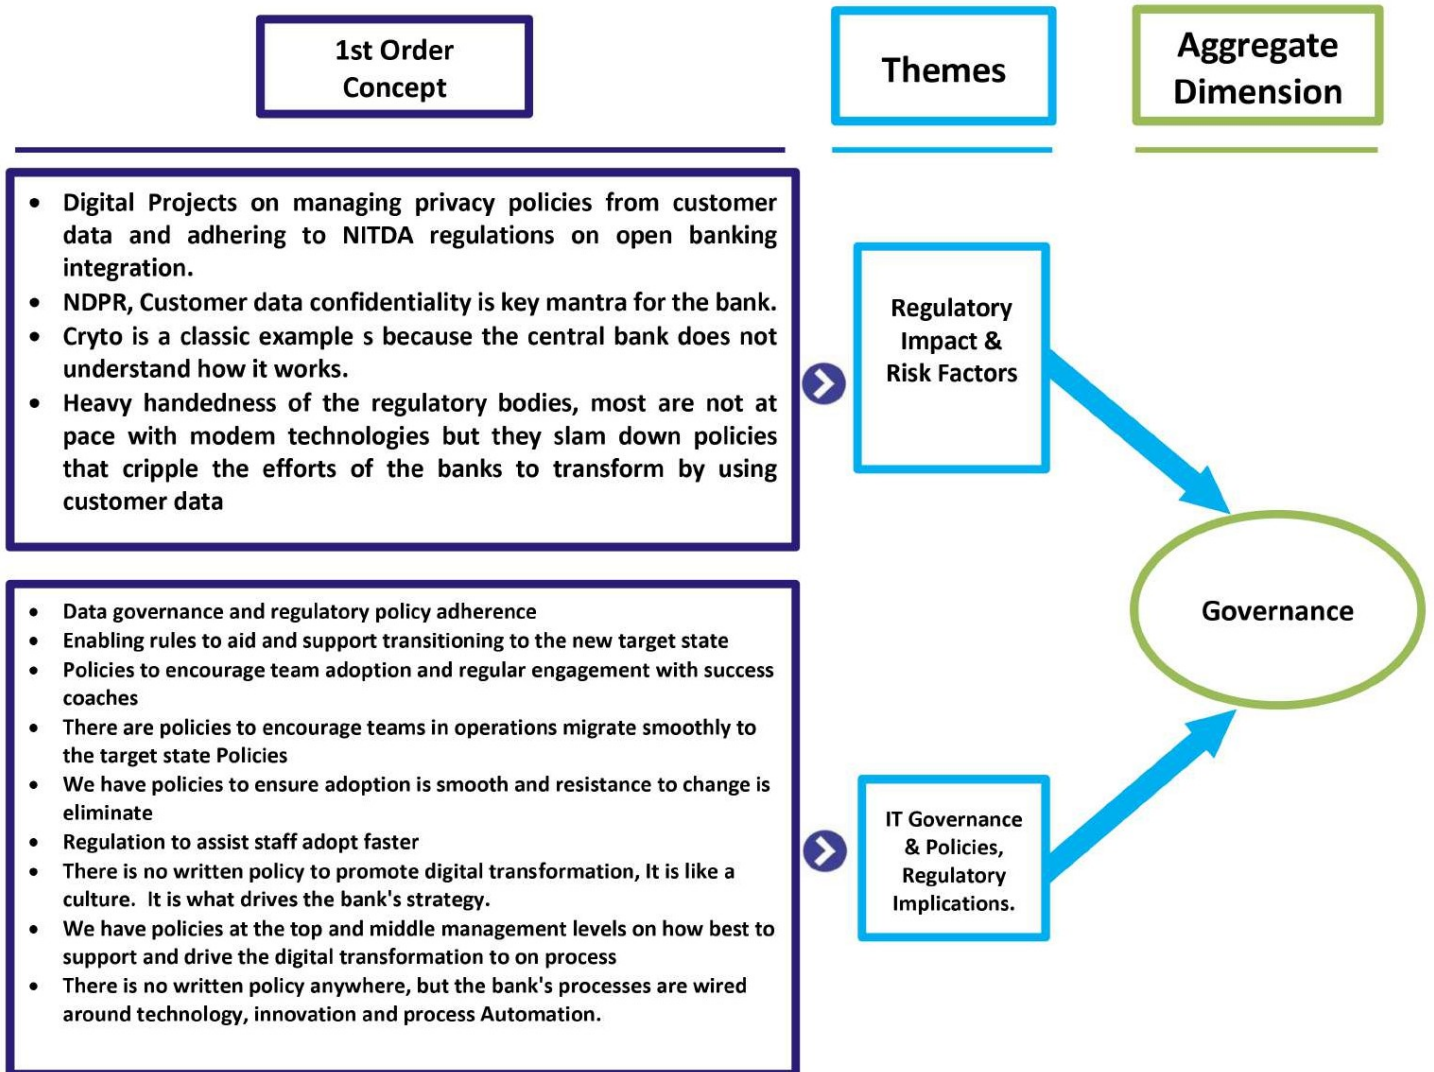 1st Order
Concept
Themes
Aggregate
Dimension
• Digital Projects on managing privacy policies from customer
data and adhering to NITDA regulations on open banking
integration.
• NDPR, Customer data confidentiality is key mantra for the bank.
• Cryto is a classic example s because the central bank does not
understand how it works.
• Heavy handedness of the regulatory bodies, most are not at
pace with modem technologies but they slam down policies
that cripple the efforts of the banks to transform by using
customer data
Regulatory
Impact &
Risk Factors
Governance
• Data governance and regulatory policy adherence
• Enabling rules to aid and support transitioning to the new target state
• Policies to encourage team adoption and regular engagement with success
coaches
• There are policies to encourage teams in operations migrate smoothly to
the target state Policies
• We have policies to ensure adoption is smooth and resistance to change is
eliminate
• Regulation to assist staff adopt faster
• There is no written policy to promote digital transformation, It is like a
culture.  It is what drives the bank's strategy.
• We have policies at the top and middle management levels on how best to
support and drive the digital transformation to on process
• There is no written policy anywhere, but the bank's processes are wired
around technology, innovation and process Automation.
IT Governance
& Policies,
Regulatory
Implications.